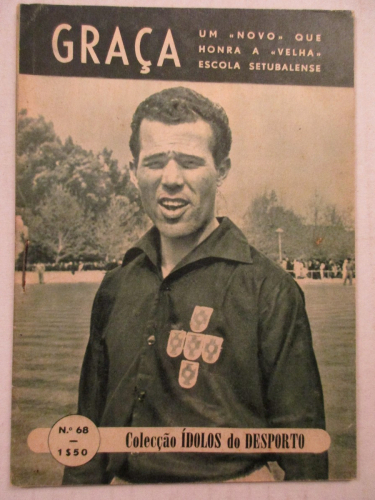 GRAÇA
UM "NOVO" QUE
HONRA A «VELHA»
ESCOLA SETUBALENSE
N.º 68
1$50
Colecção ÍDOLOS do DESPORTO